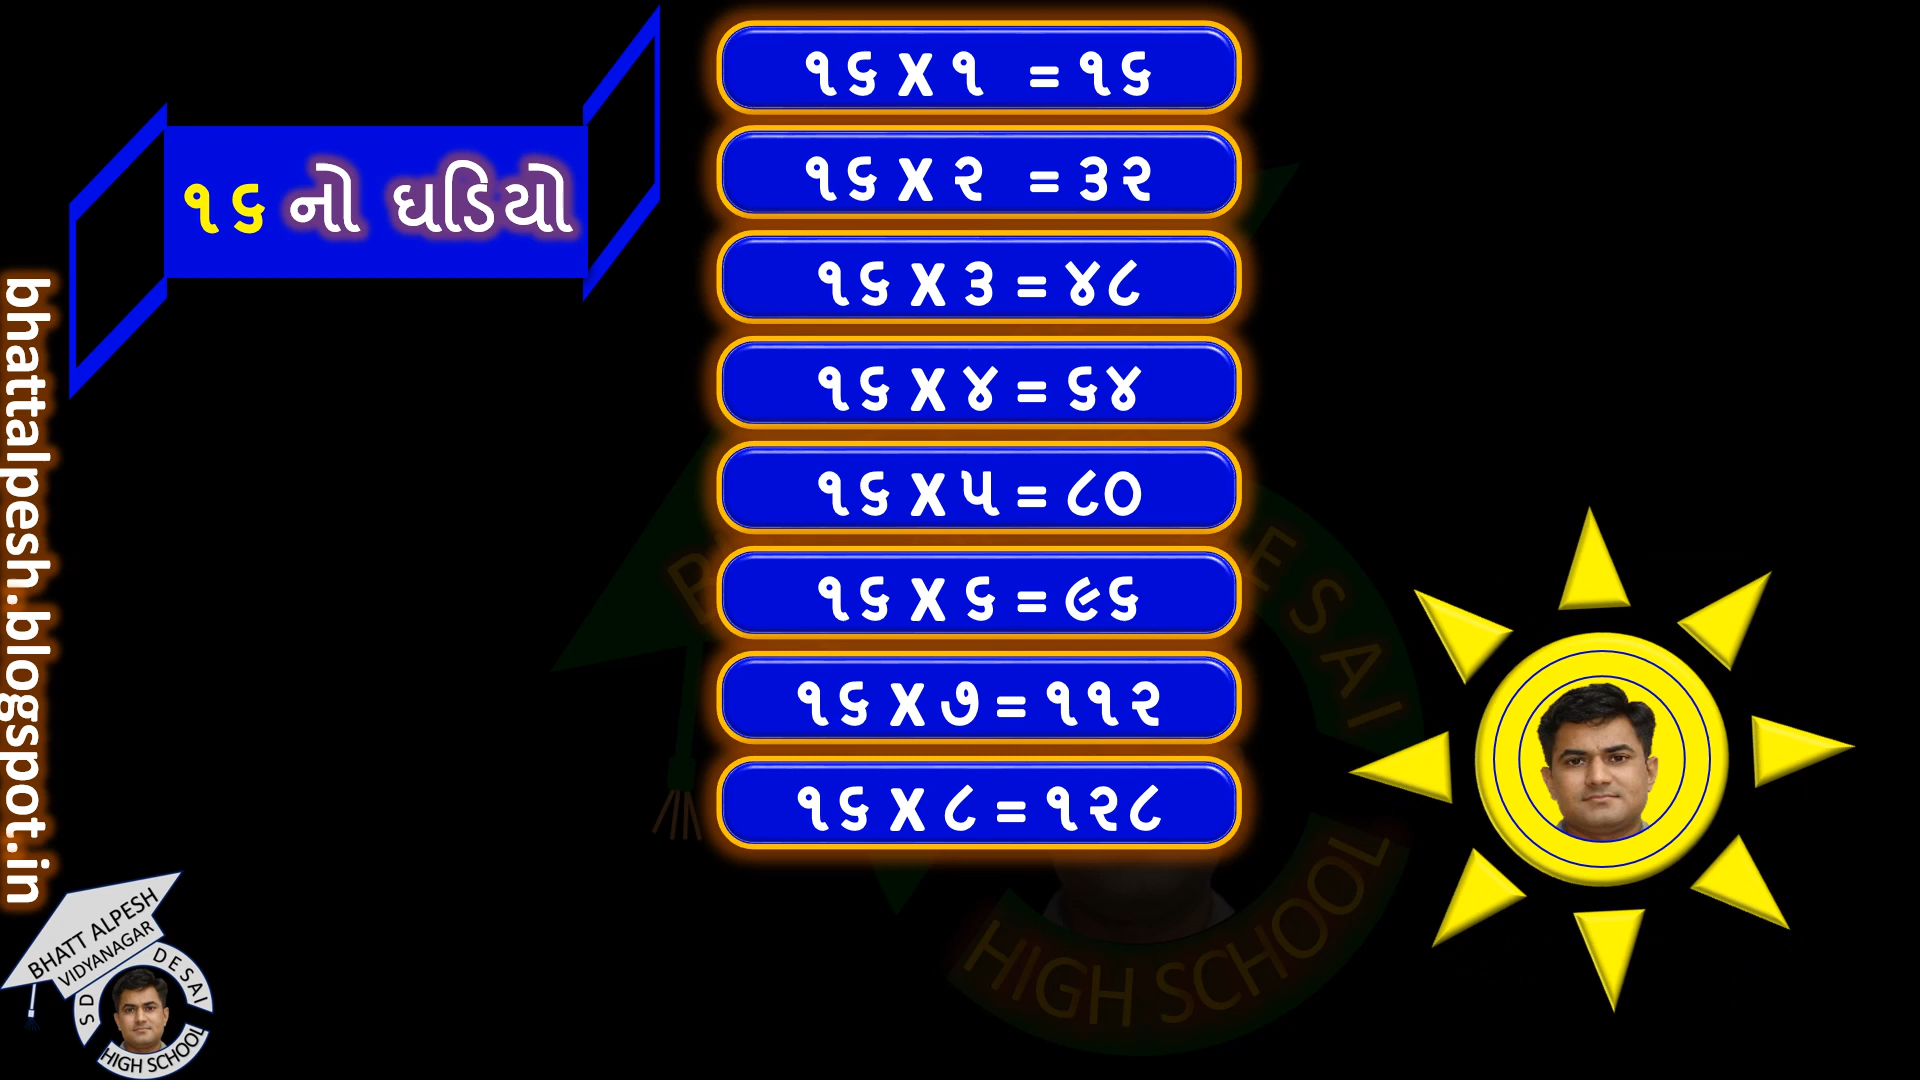 ૧૬ નો ઘડિયો
૧૬ X ૧ = ૧૬
૧૬ X ૨ = ૩૨
૧૬ X ૩ = ૪૮
૧૬ X ૪ = ૬૪
૧૬ X ૫ = ૮૦
૧૬ X ૬ = ૯૬
૧૬ X ૭ = ૧૧૨
૧૬ X ૮ = ૧૨૮
bhattalpesh.blogspot.in
BHATT ALPESH
VIDYANAGAR
S D DESAI
HIGH SCHOOL
DESAI
HIGH SCHOOL